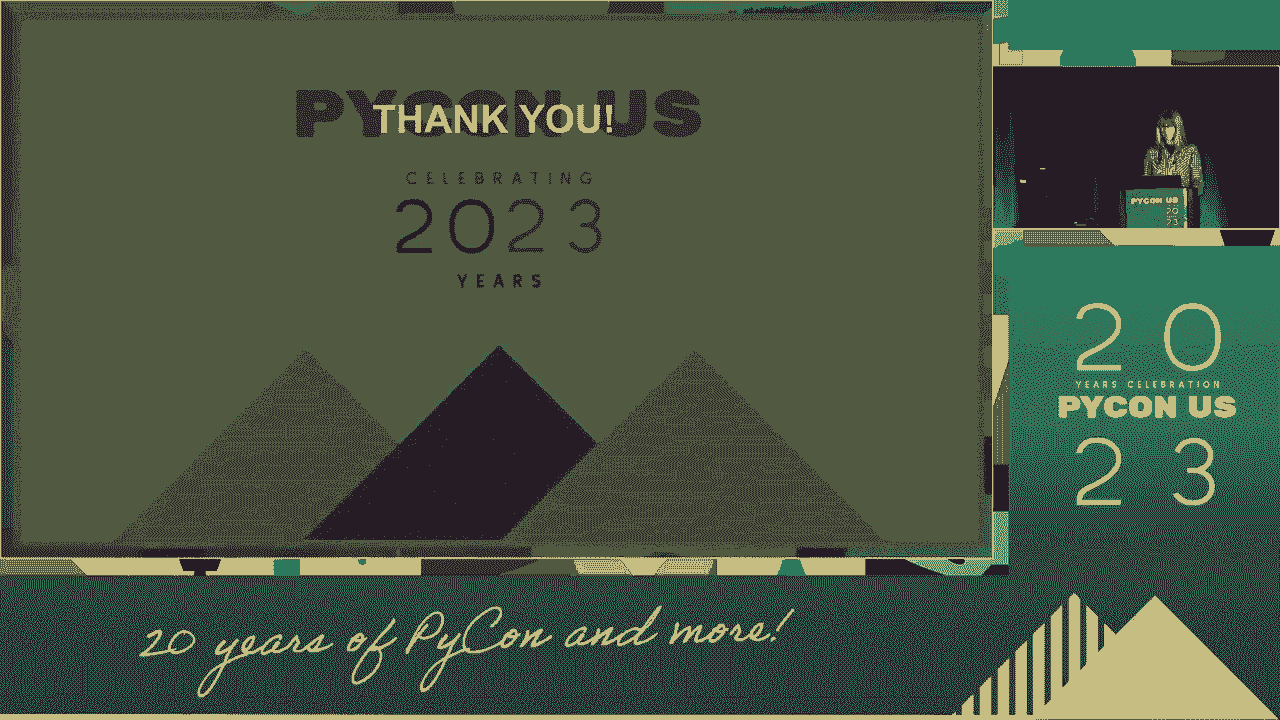 PYCON US
THANK YOU!
CELEBRATING
2023
YEARS
PYCON US
20
23
20
YEARS CELEBRATION
PYCON US
23
20 years of PyCon and more!